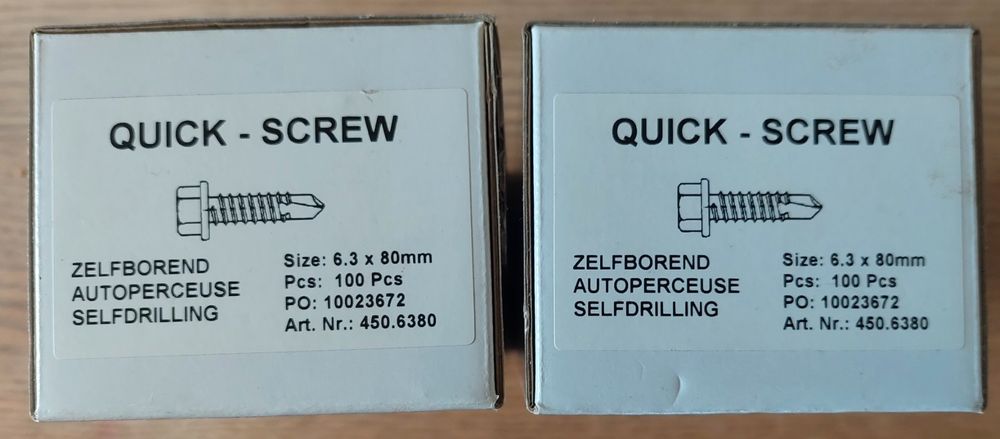 QUICK - SCREW
ZELFBOREND
AUTOPERCEUSE
SELFDRILLING
Size: 6.3 x 80mm
Pcs: 100 Pcs
PO: 10023672
Art. Nr.: 450.6380
QUICK - SCREW
ZELFBOREND
AUTOPERCEUSE
SELFDRILLING
Size: 6.3 x 80mm
Pcs: 100 Pcs
PO: 10023672
Art. Nr.: 450.6380